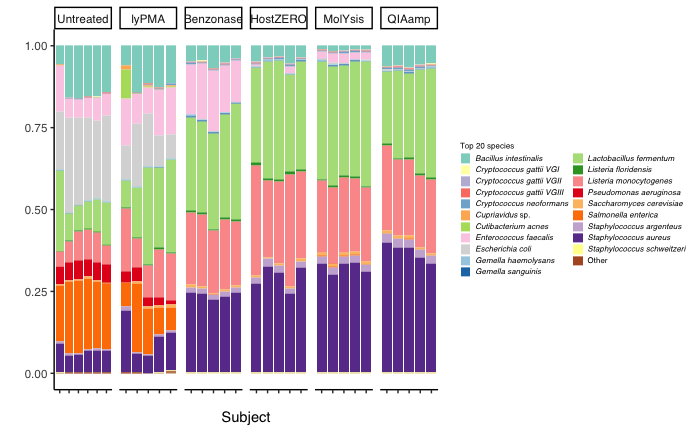 Untreated lyPMA Benzonase HostZERO MolYsis QIAamp
1.00
0.75
0.50
0.25
0.00
Subject
Top 20 species
Bacillus intestinalis
Cryptococcus gattii VGI
Cryptococcus gattii VGII
Cryptococcus gattii VGIII
Cryptococcus neoformans
Cupriavidus sp.
Cutibacterium acnes
Enterococcus faecalis
Escherichia coli
Gemella haemolysans
Gemella sanguinis
Lactobacillus fermentum
Listeria floridensis
Listeria monocytogenes
Pseudomonas aeruginosa
Saccharomyces cerevisiae
Salmonella enterica
Staphylococcus argenteus
Staphylococcus aureus
Staphylococcus schweitzeri
Other